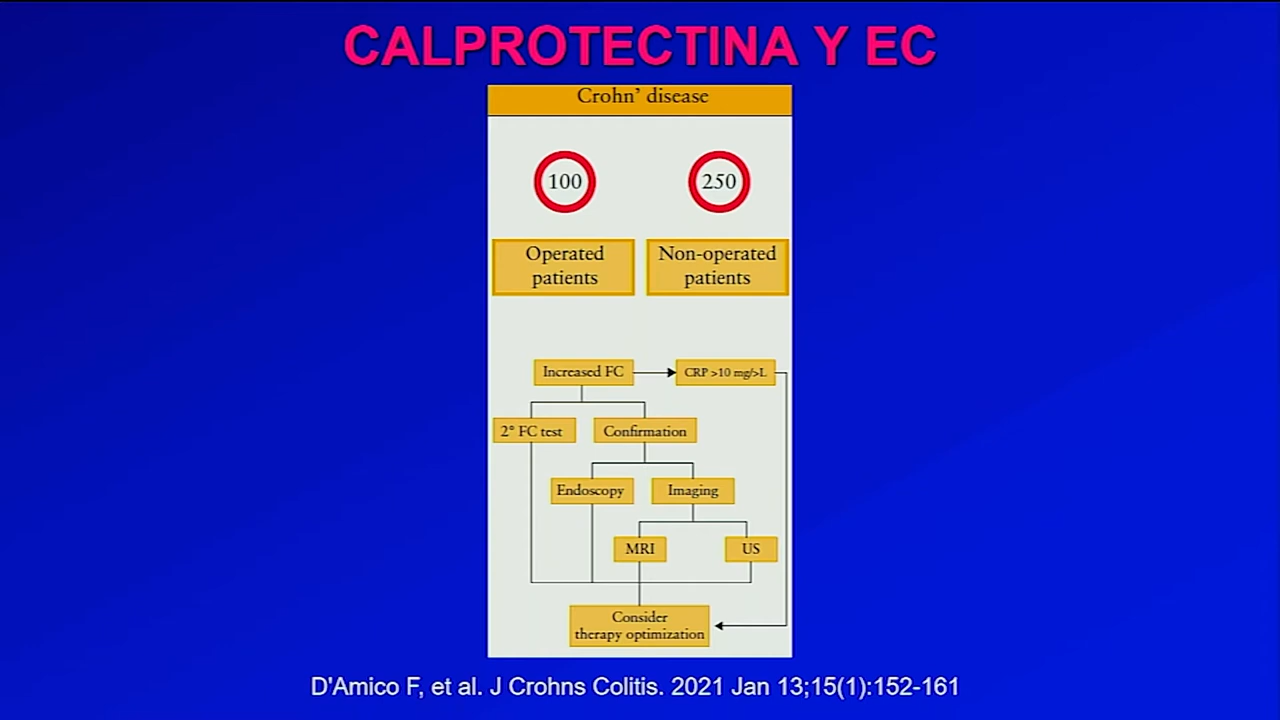 CALPROTECTINA Y EC
Crohn’ disease
100
250
Operated
patients
Non-operated
patients
Increased FC
CRP >10 mg/>L
2° FC test
Confirmation
Endoscopy
Imaging
MRI
US
Consider
therapy optimization
D'Amico F, et al. J Crohns Colitis. 2021 Jan 13;15(1):152-161